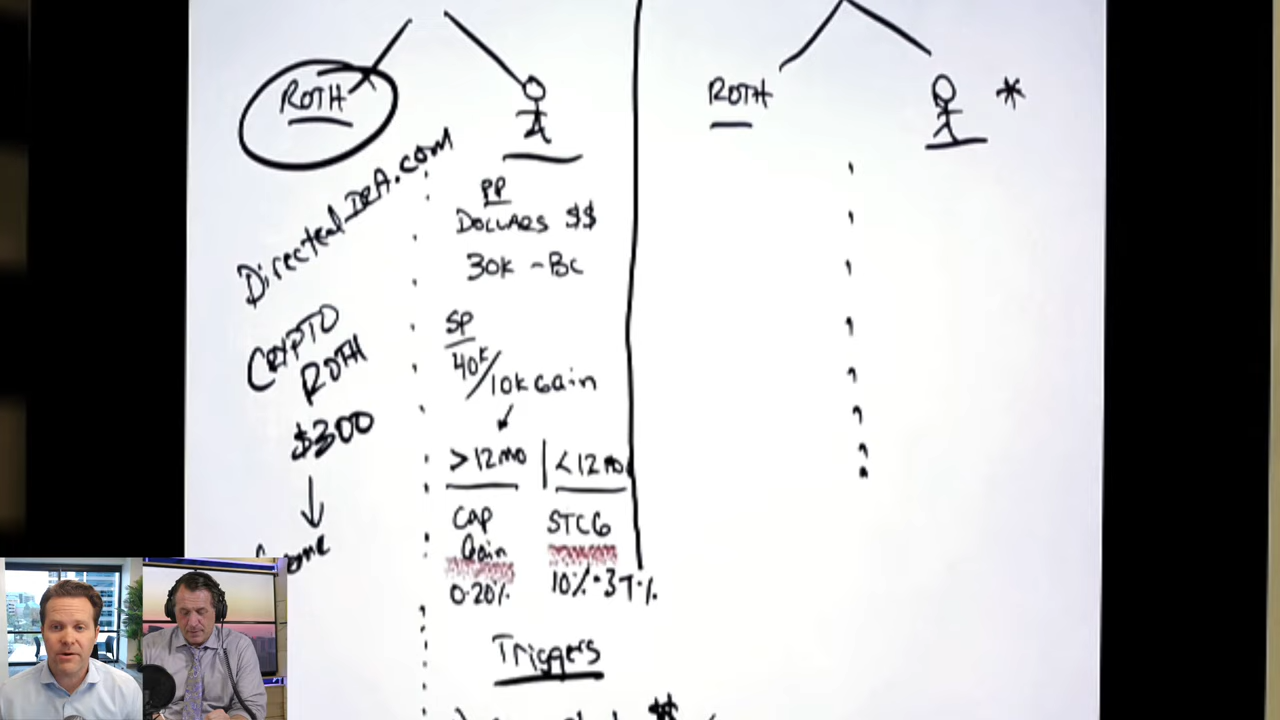 ROTH
DirectedIRA.com
CRYPTO
ROTH
$300
PP
DOLLARS $$
30K - BC
SP
40K/10K Gain
>12mo | <12mo
Cap
Gain
0-20%
STCG
10%-37%
Triggers
$$
ROTH
*